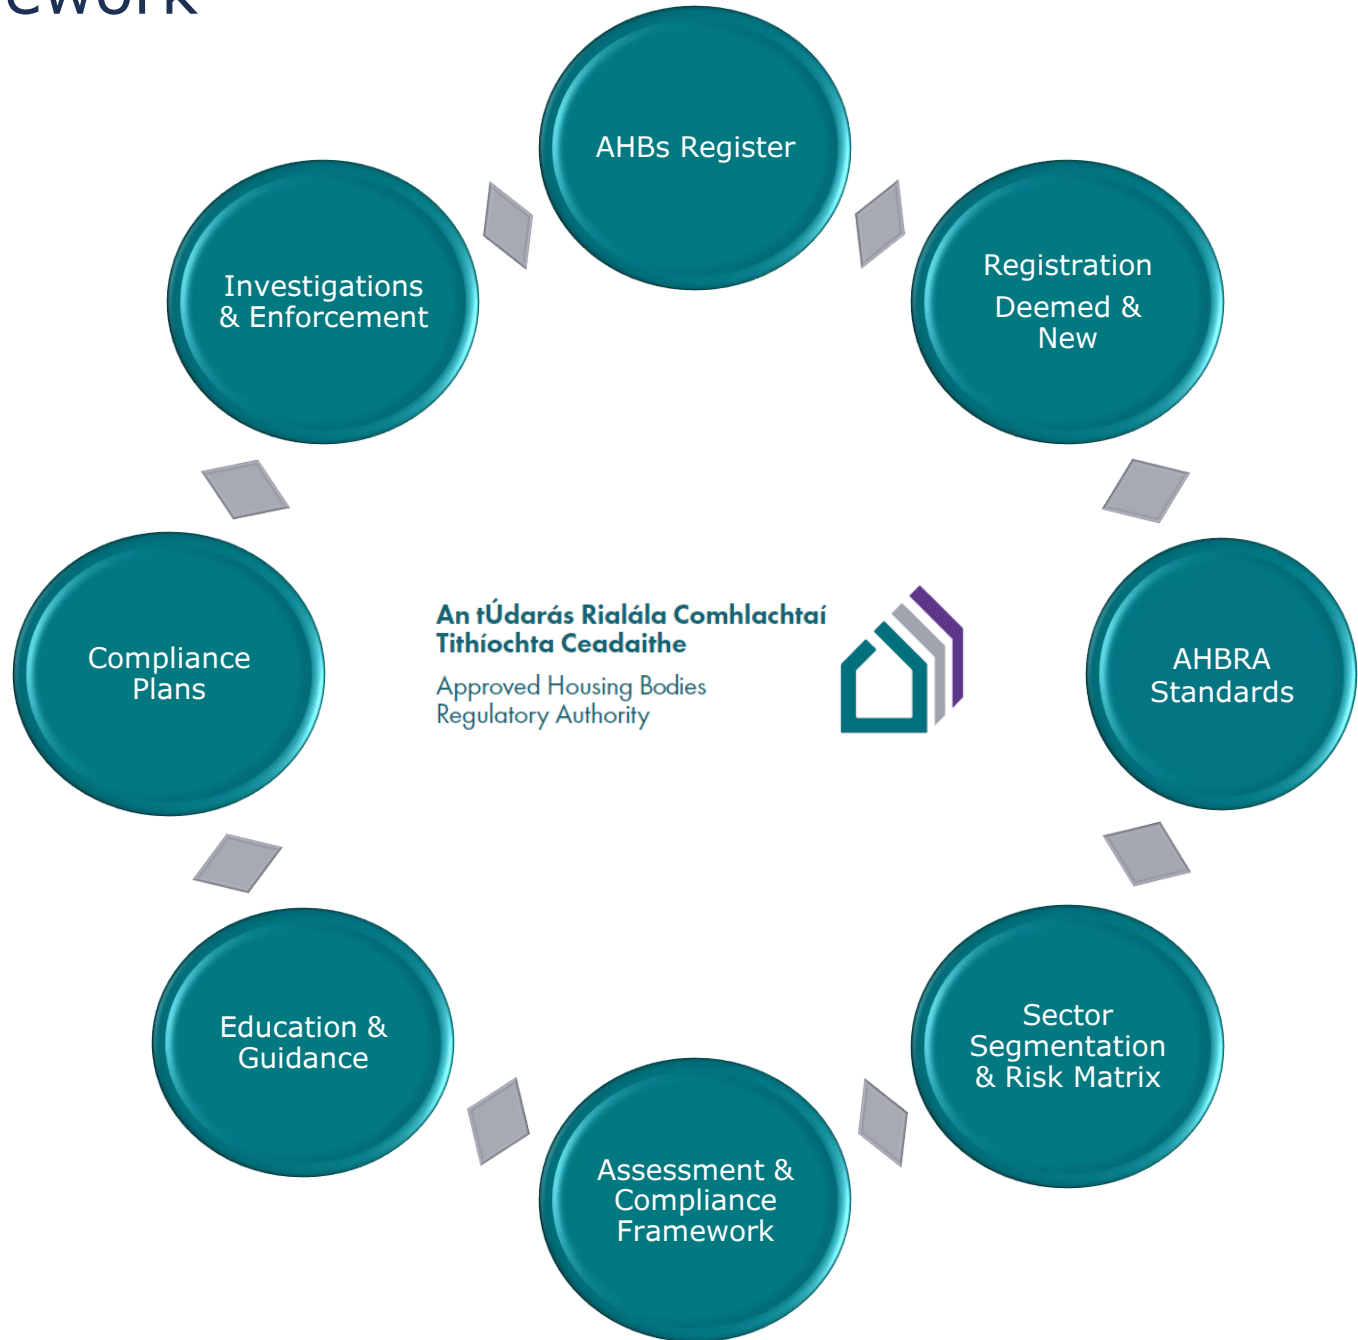 AHBs Register
Registration
Deemed &
New
AHBRA
Standards
Sector
Segmentation
& Risk Matrix
Assessment &
Compliance
Framework
Education &
Guidance
Compliance
Plans
Investigations
& Enforcement
An tÚdarás Rialála Comhlachtaí
Tithíochta Ceadaithe
Approved Housing Bodies
Regulatory Authority